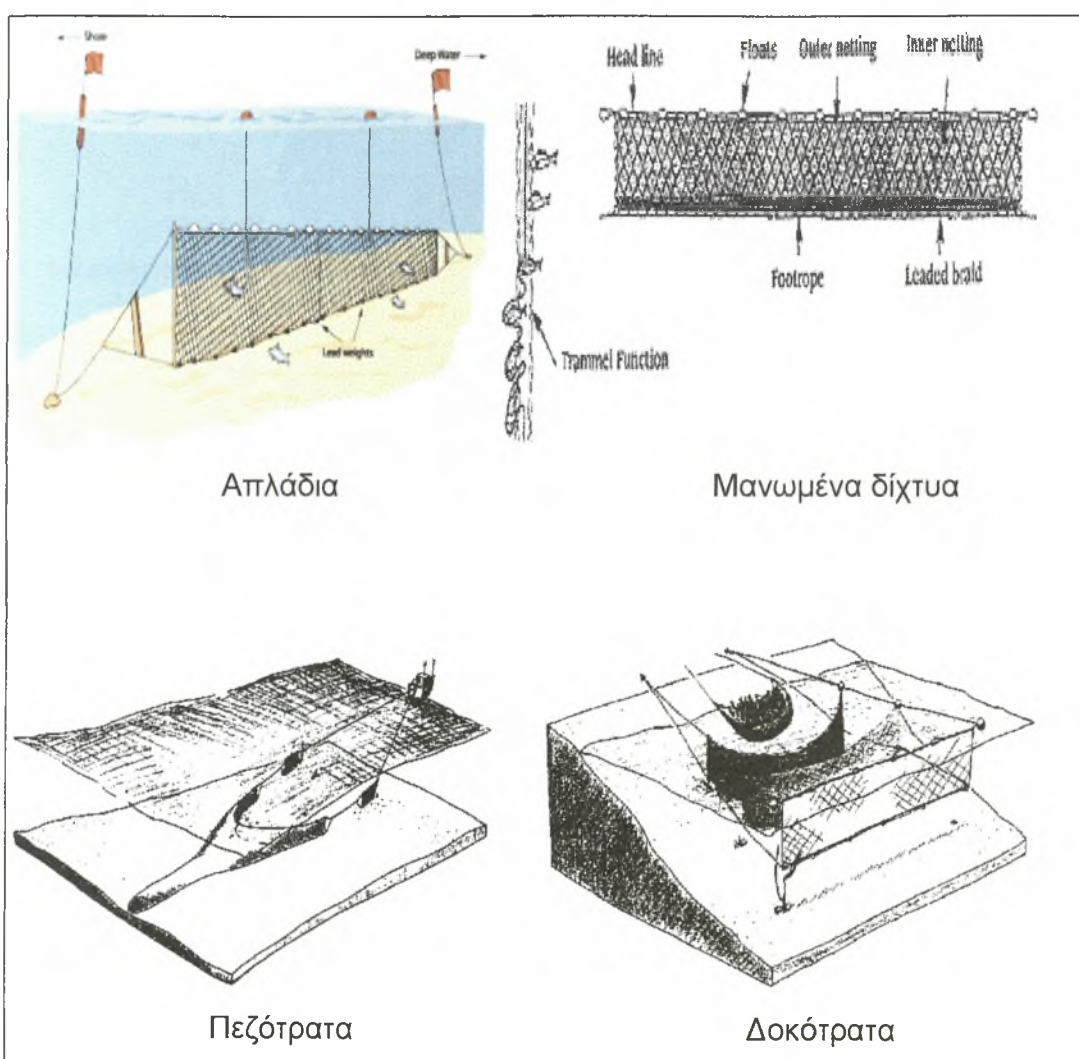 ← Shore
Deep Water →
Lead weights
Απλάδια
Head line
Floats
Outer netting
Inner netting
Footrope
Leaded braid
Trammel Function
Μανωμένα δίχτυα
Πεζότρατα
Δοκότρατα